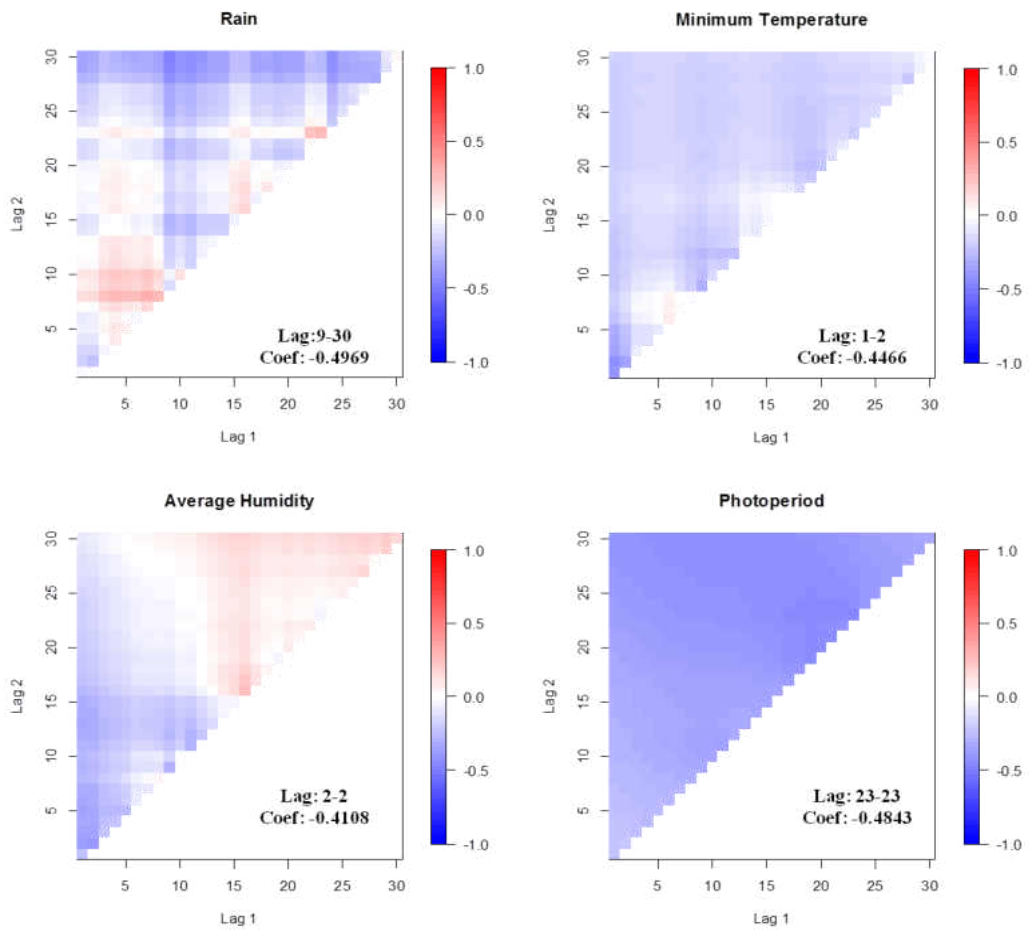 Rain
30
25
20
15
10
5
Lag 2
5 10 15 20 25 30
Lag 1
1.0
0.5
0.0
-0.5
-1.0
Lag:9-30
Coef: -0.4969
Minimum Temperature
30
25
20
15
10
5
Lag 2
5 10 15 20 25 30
Lag 1
1.0
0.5
0.0
-0.5
-1.0
Lag: 1-2
Coef: -0.4466
Average Humidity
30
25
20
15
10
5
Lag 2
5 10 15 20 25 30
Lag 1
1.0
0.5
0.0
-0.5
-1.0
Lag: 2-2
Coef: -0.4108
Photoperiod
30
25
20
15
10
5
Lag 2
5 10 15 20 25 30
Lag 1
1.0
0.5
0.0
-0.5
-1.0
Lag: 23-23
Coef: -0.4843